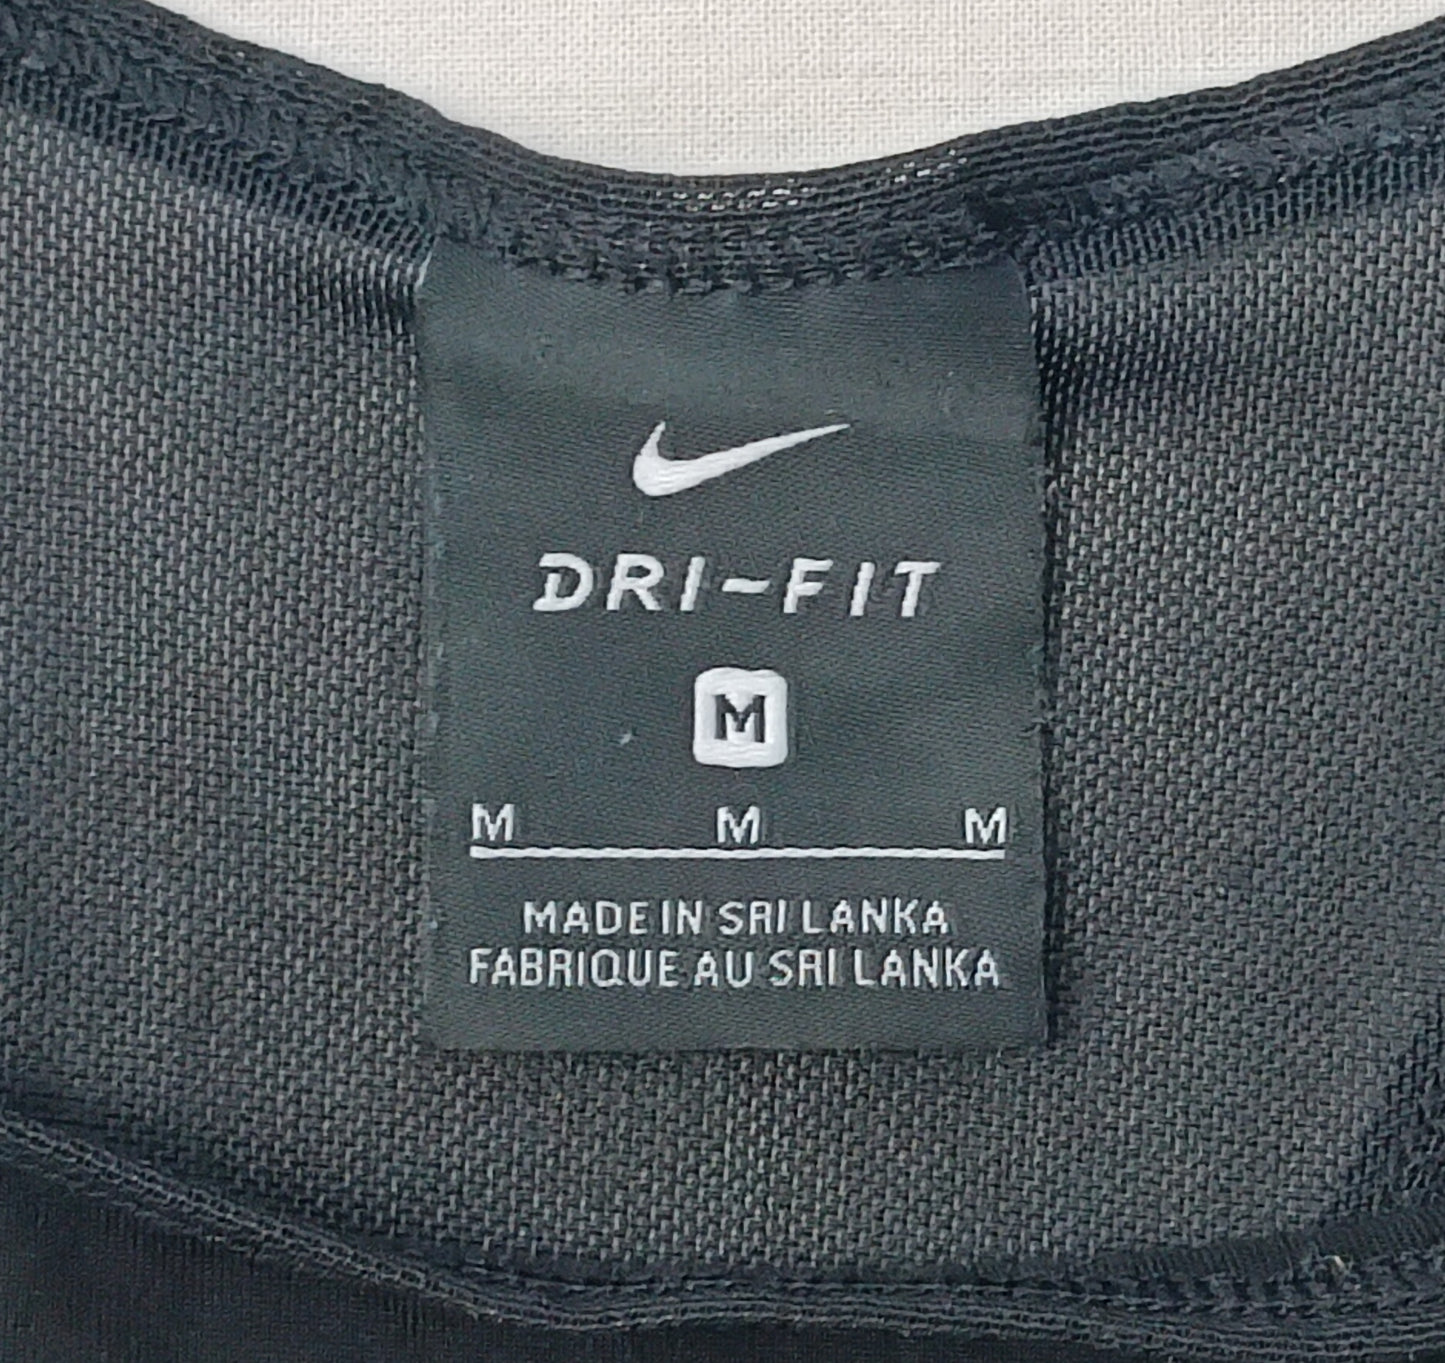 DRI-FIT
M
M M M
MADE IN SRI LANKA
FABRIQUE AU SRI LANKA